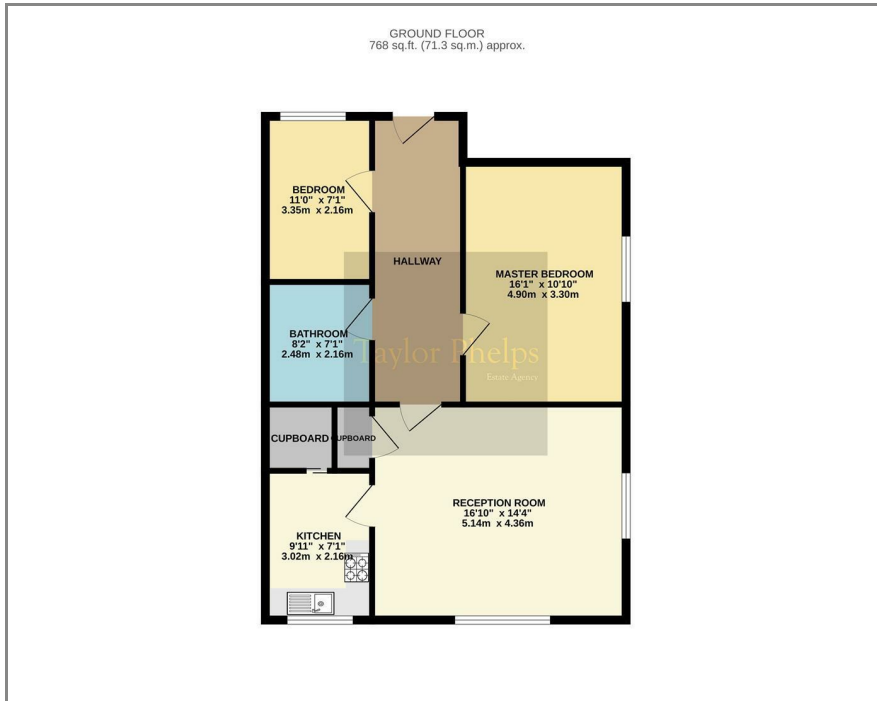 GROUND FLOOR
768 sq.ft. (71.3 sq.m.) approx.
BEDROOM
11'0" x 7'1"
3.35m x 2.16m
HALLWAY
MASTER BEDROOM
16'1" x 10'10"
4.90m x 3.30m
BATHROOM
8'2" x 7'1"
2.48m x 2.16m
Taylor Phelps
Estate Agency
CUPBOARD
CUPBOARD
RECEPTION ROOM
16'10" x 14'4"
5.14m x 4.36m
KITCHEN
9'11" x 7'1"
3.02m x 2.16m